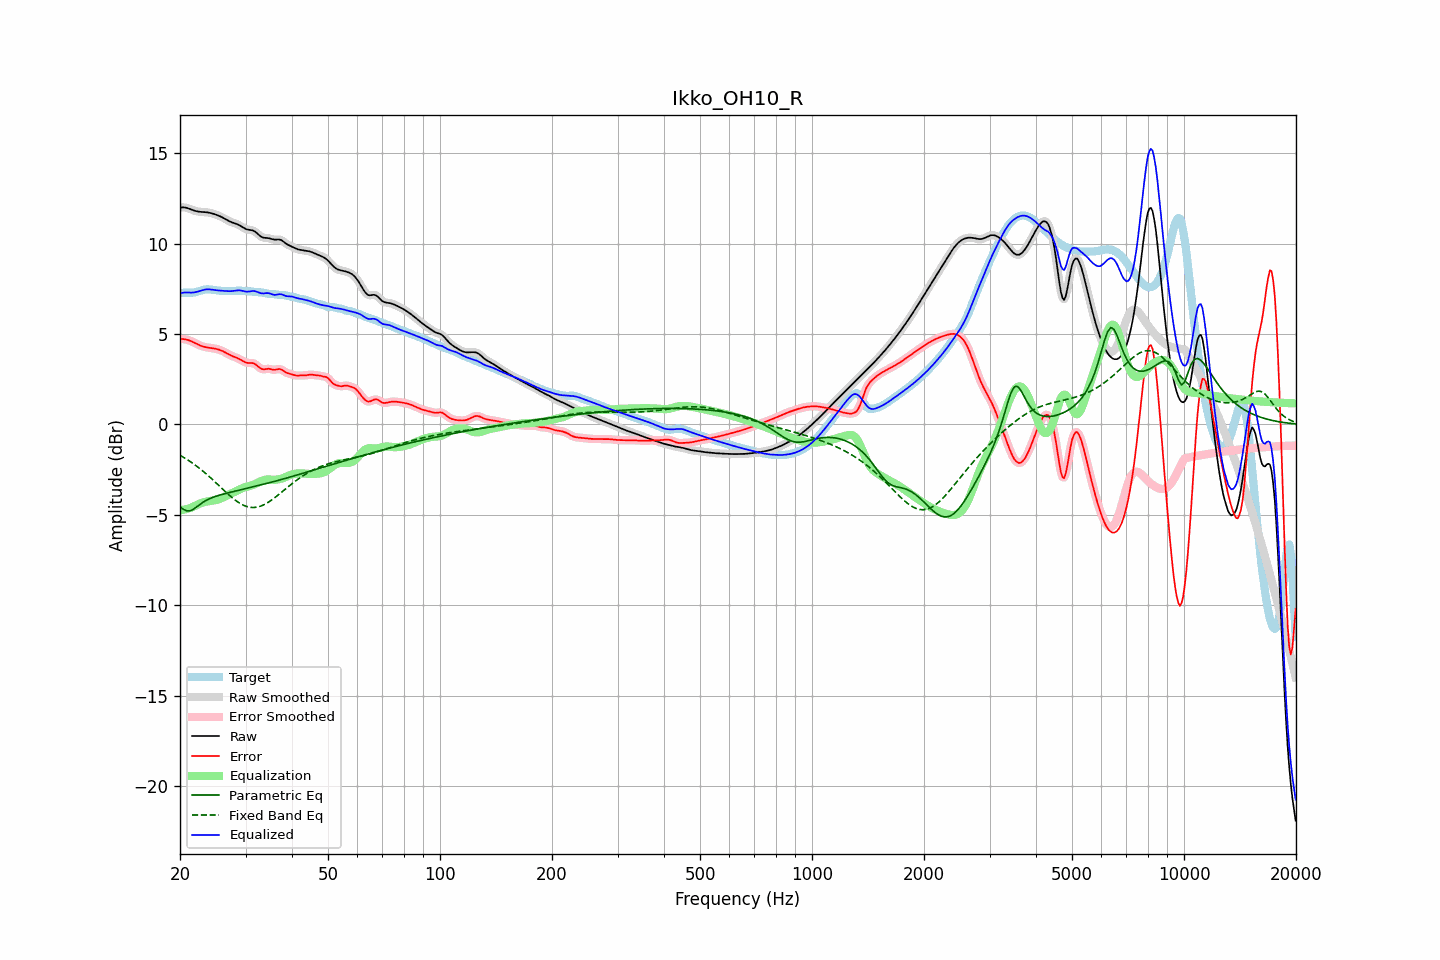 Ikko_OH10_R
Amplitude (dBr)
15
10
5
0
−5
−10
−15
−20
Target
Raw Smoothed
Error Smoothed
Raw
Error
Equalization
Parametric Eq
Fixed Band Eq
Equalized
20 50 100 200 500 1000 2000 5000 10000 20000
Frequency (Hz)